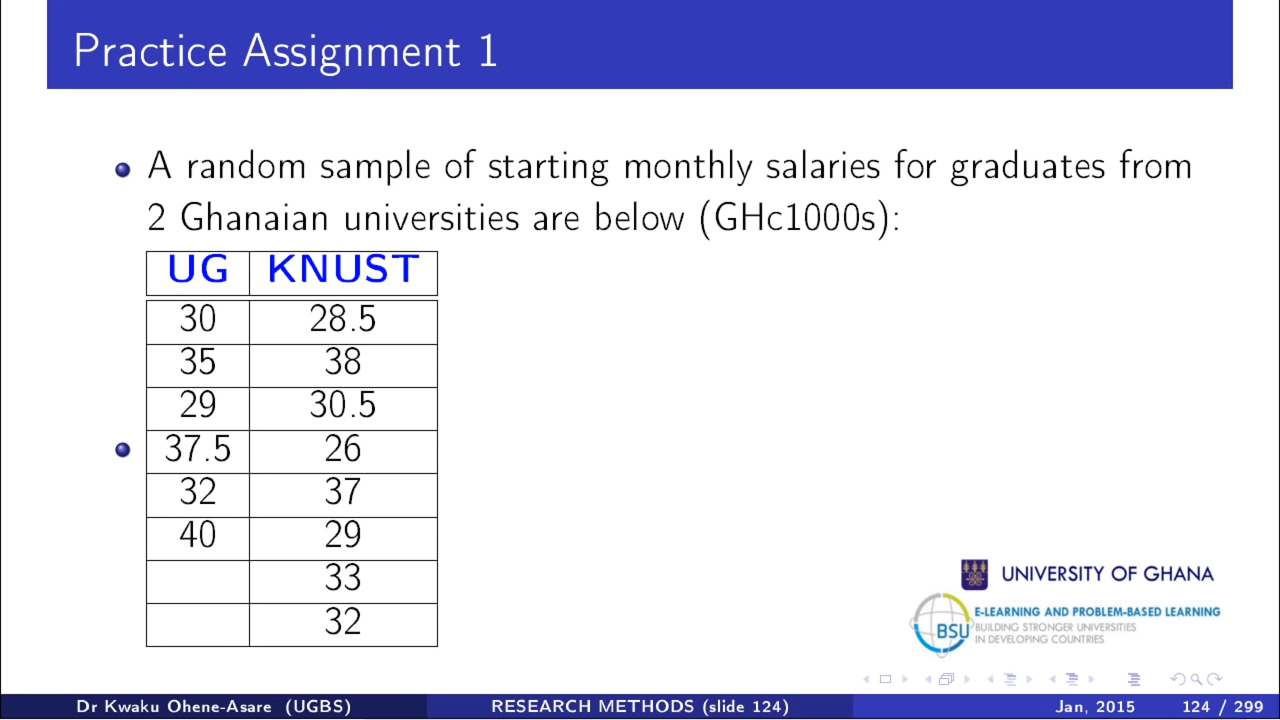 Practice Assignment 1
A random sample of starting monthly salaries for graduates from
2 Ghanaian universities are below (GHc1000s):
UG KNUST
30 28.5
35 38
29 30.5
37.5 26
32 37
40 29
33
32
UNIVERSITY OF GHANA
BSU
E-LEARNING AND PROBLEM-BASED LEARNING
BUILDING STRONGER UNIVERSITIES
IN DEVELOPING COUNTRIES
Dr Kwaku Ohene-Asare (UGBS) RESEARCH METHODS (slide 124) Jan, 2015 124 / 299